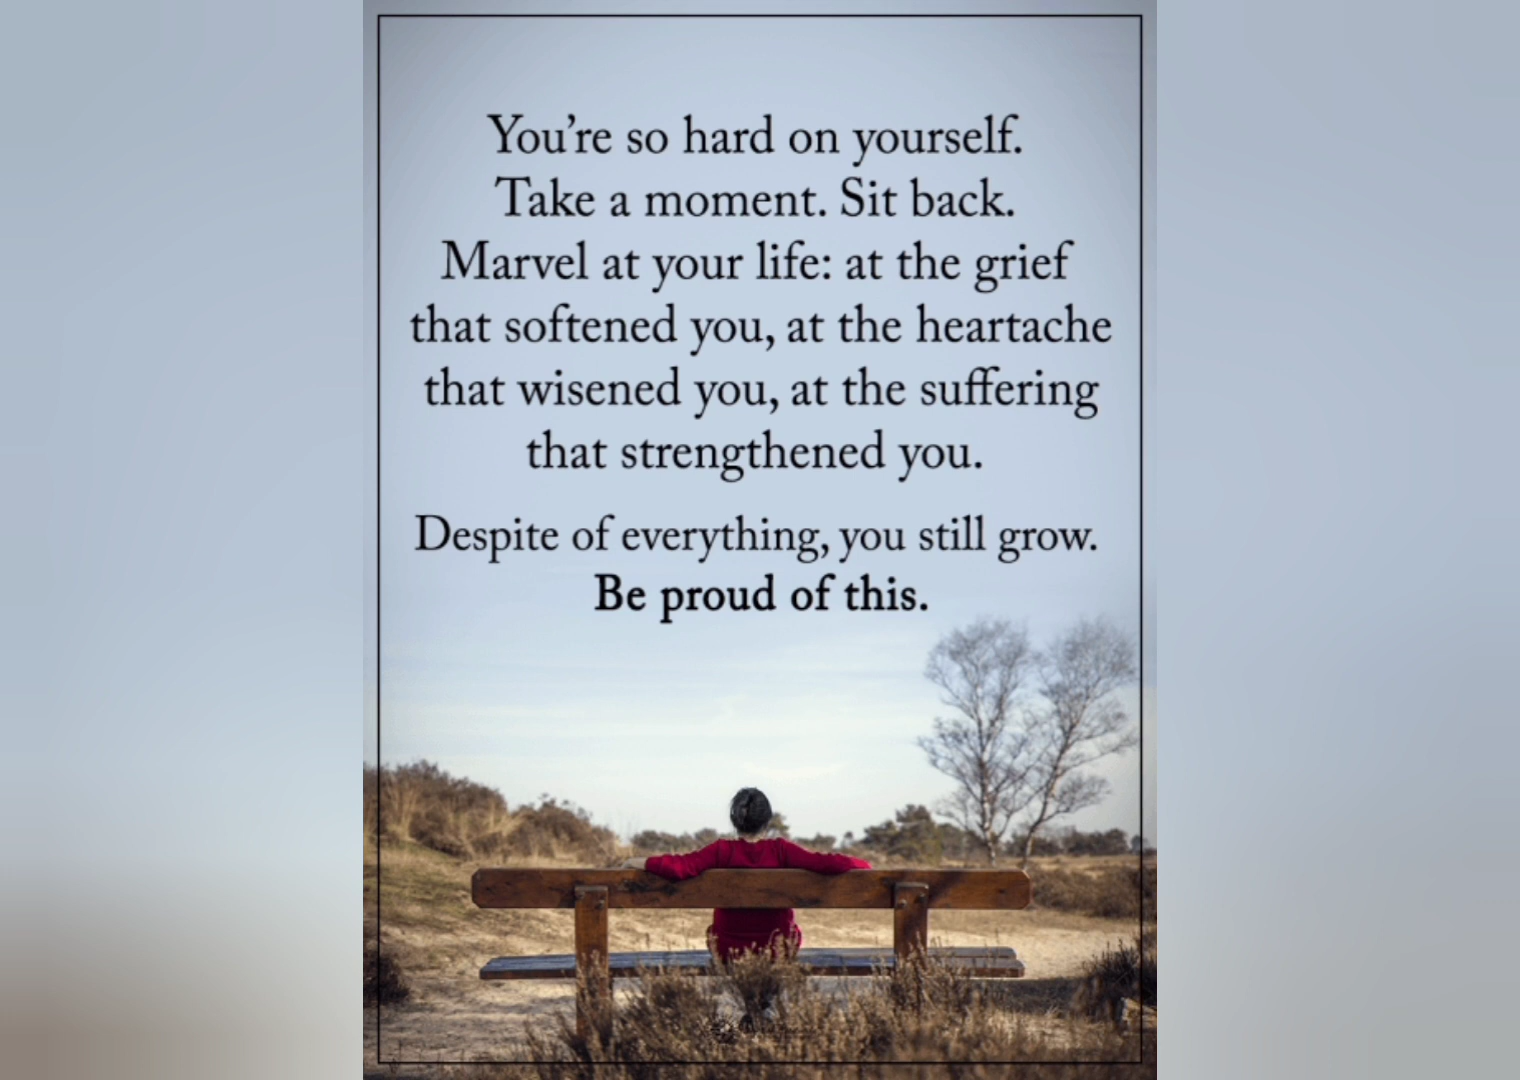 You're so hard on yourself.
Take a moment. Sit back.
Marvel at your life: at the grief
that softened you, at the heartache
that wisened you, at the suffering
that strengthened you.
Despite of everything, you still grow.
Be proud of this.